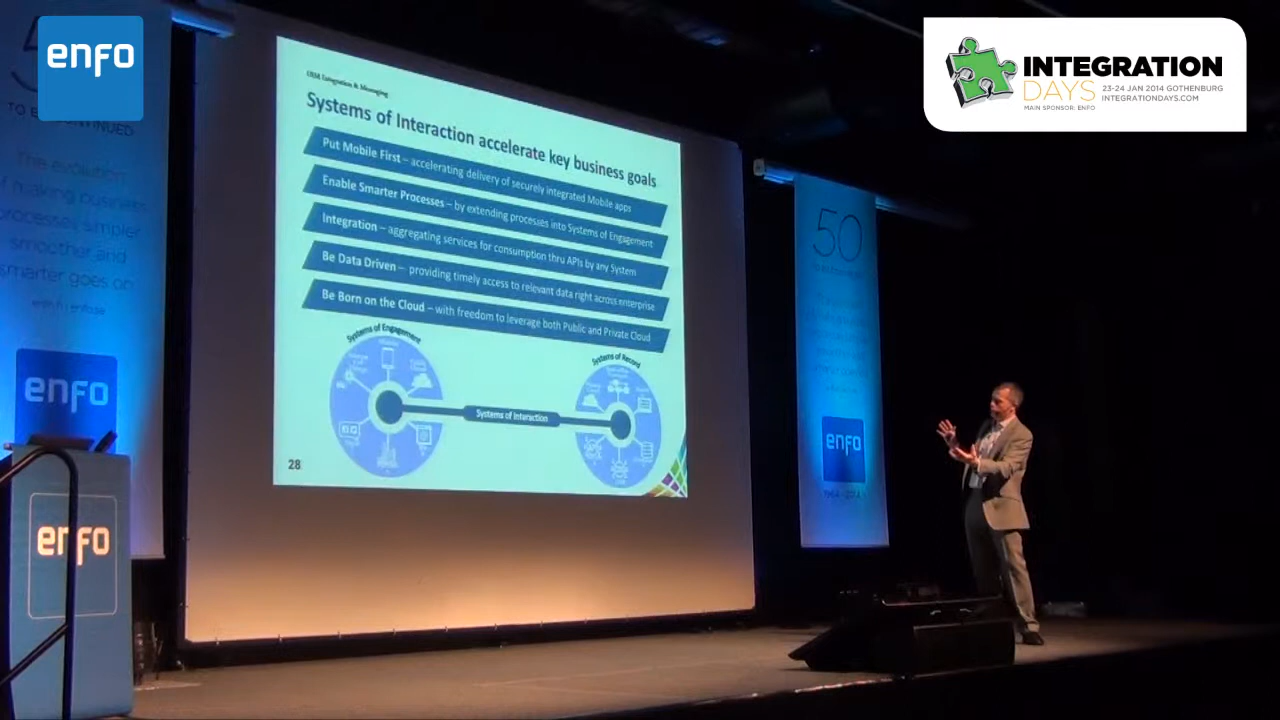 enfo
INTEGRATION
DAYS
23-24 JAN 2014 GOTHENBURG
INTEGRATIONDAYS.COM
MAIN SPONSOR: ENFO
Systems of Interaction accelerate key business goals
Put Mobile First – accelerating delivery of securely integrated Mobile apps
Enable Smarter Processes – by extending processes into Systems of Engagement
Integration – aggregating services for consumption thru APIs by any System
Be Data Driven – providing timely access to relevant data right across enterprise
Be Born on the Cloud – with freedom to leverage both Public and Private Cloud
Systems of Engagement
Systems of Record
Systems of Interaction
28
The evolution
of making business
processes simpler
smoother and
smarter goes on
enfo
enfo
50
enfo
1964 - 2014